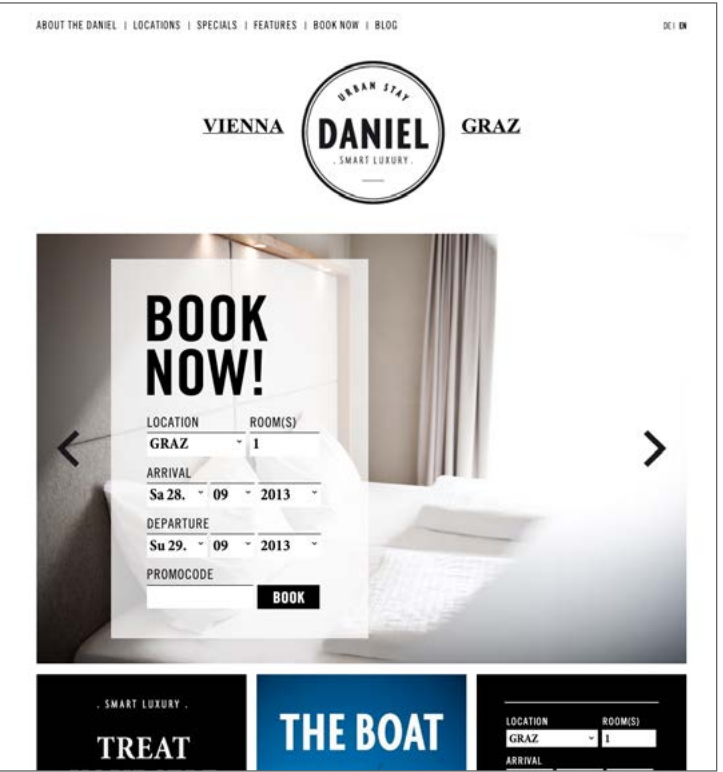 ABOUT THE DANIEL | LOCATIONS | SPECIALS | FEATURES | BOOK NOW | BLOG
DE | EN
URBAN STAY
VIENNA
DANIEL
GRAZ
. SMART LUXURY .
BOOK
NOW!
LOCATION ROOM(S)
GRAZ 1
ARRIVAL
Sa 28. 09 2013
DEPARTURE
Su 29. 09 2013
PROMOCODE
BOOK
. SMART LUXURY .
TREAT
THE BOAT
LOCATION ROOM(S)
GRAZ 1
ARRIVAL